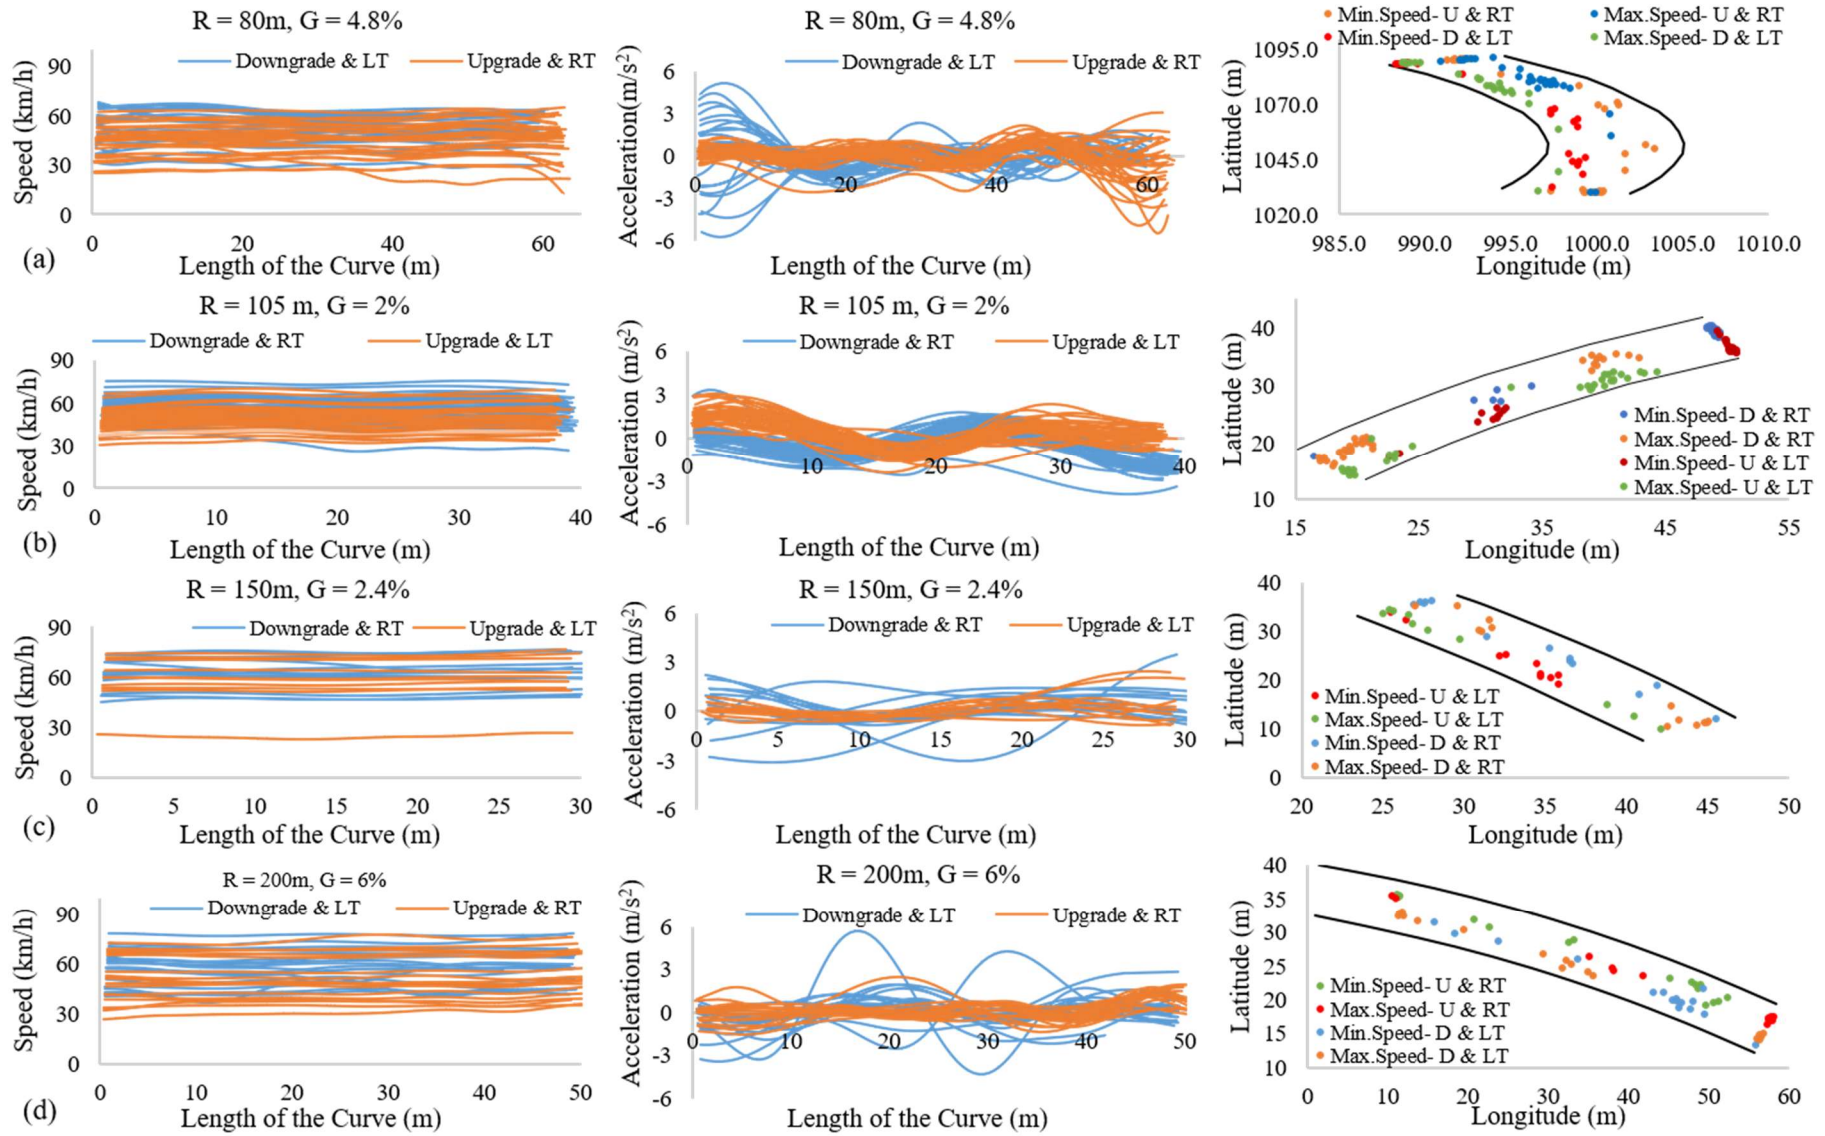 R = 80m, G = 4.8%
Downgrade & LT
Upgrade & RT
Speed (km/h)
90
60
30
0
0 20 40 60
Length of the Curve (m)
(a)
R = 80m, G = 4.8%
Downgrade & LT
Upgrade & RT
Acceleration(m/s²)
6
3
0
-3
-6
0 20 40 60
Length of the Curve (m)
Min.Speed- U & RT
Max.Speed- U & RT
Min.Speed- D & LT
Max.Speed- D & LT
Latitude (m)
1095.0
1070.0
1045.0
1020.0
985.0 990.0 995.0 1000.0 1005.0 1010.0
Longitude (m)
R = 105 m, G = 2%
Downgrade & RT
Upgrade & LT
Speed (km/h)
90
60
30
0
0 10 20 30 40
Length of the Curve (m)
(b)
R = 105 m, G = 2%
Downgrade & RT
Upgrade & LT
Acceleration (m/s²)
6
3
0
-3
-6
0 10 20 30 40
Length of the Curve (m)
Latitude (m)
40
30
20
10
Min.Speed- D & RT
Max.Speed- D & RT
Min.Speed- U & LT
Max.Speed- U & LT
15 25 35 45 55
Longitude (m)
R = 150m, G = 2.4%
Downgrade & RT
Upgrade & LT
Speed (km/h)
90
60
30
0
0 5 10 15 20 25 30
Length of the Curve (m)
(c)
R = 150m, G = 2.4%
Downgrade & RT
Upgrade & LT
Acceleration (m/s²)
6
3
0
-3
-6
0 5 10 15 20 25 30
Length of the Curve (m)
Latitude (m)
40
30
20
10
0
Min.Speed- U & LT
Max.Speed- U & LT
Min.Speed- D & RT
Max.Speed- D & RT
20 25 30 35 40 45 50
Longitude (m)
R = 200m, G = 6%
Downgrade & LT
Upgrade & RT
Speed (km/h)
90
60
30
0
0 10 20 30 40 50
Length of the Curve (m)
(d)
R = 200m, G = 6%
Downgrade & LT
Upgrade & RT
Acceleration (m/s²)
6
3
0
-3
-6
0 10 20 30 40 50
Length of the Curve (m)
Latitude (m)
40
35
30
25
20
15
10
Min.Speed- U & RT
Max.Speed- U & RT
Min.Speed- D & LT
Max.Speed- D & LT
0 10 20 30 40 50 60
Longitude (m)